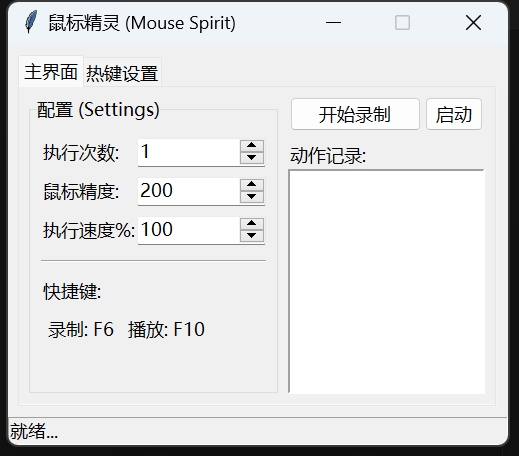 鼠标精灵 (Mouse Spirit)
主界面 热键设置
配置 (Settings)
执行次数: 1
鼠标精度: 200
执行速度%: 100
快捷键:
录制: F6 播放: F10
开始录制 启动
动作记录:
就绪...